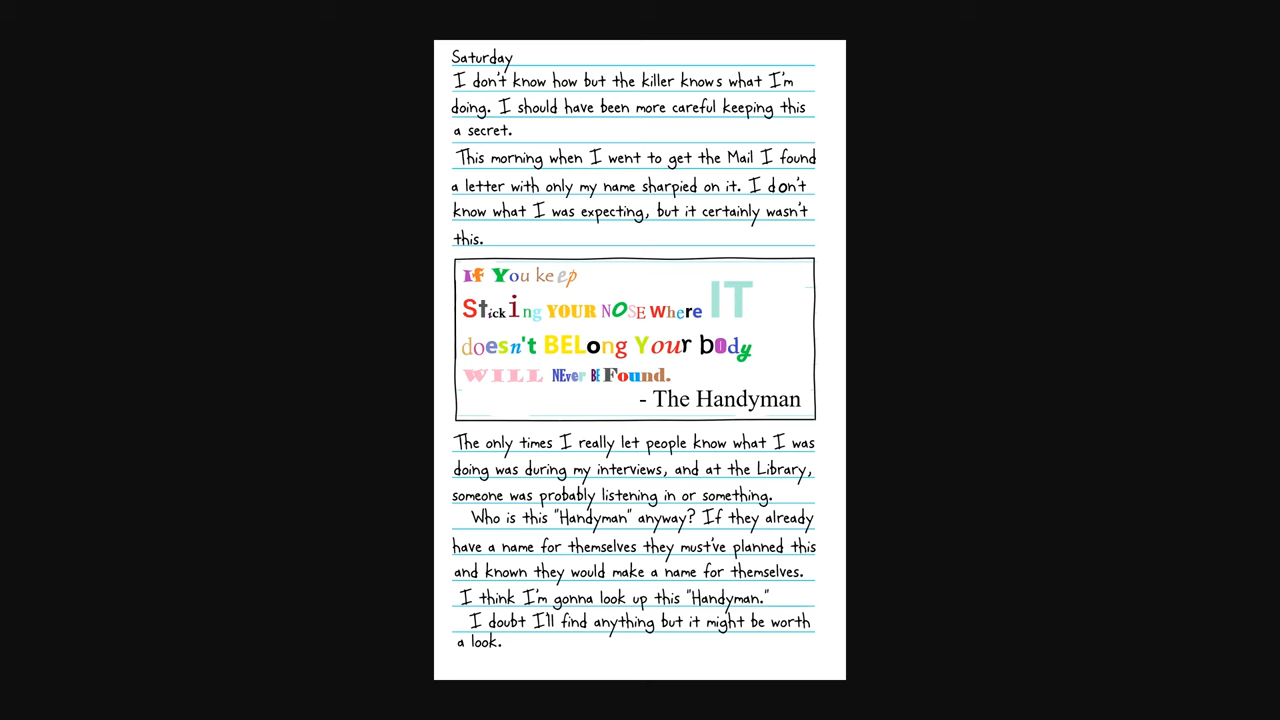 Saturday
I don't know how but the killer knows what I'm
doing. I should have been more careful keeping this
a secret.
This morning when I went to get the Mail I found
a letter with only my name sharpied on it. I don't
know what I was expecting, but it certainly wasn't
this.
If You keep
Sticking YOUR NOSE Where IT
doesn't BELong Your body
WILL NEver BE Found.
- The Handyman
The only times I really let people know what I was
doing was during my interviews, and at the Library,
someone was probably listening in or something.
Who is this "Handyman" anyway? If they already
have a name for themselves they must've planned this
and known they would make a name for themselves.
I think I'm gonna look up this "Handyman."
I doubt I'll find anything but it might be worth
a look.